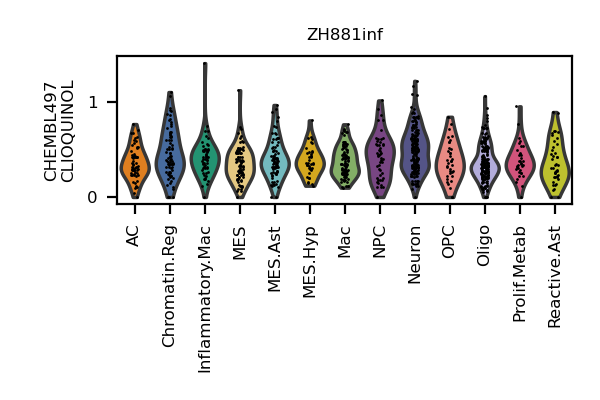 ZH881inf
CHEMBL497
CLIOQUINOL
1
0
AC
Chromatin.Reg
Inflammatory.Mac
MES
MES.Ast
MES.Hyp
Mac
NPC
Neuron
OPC
Oligo
Prolif.Metab
Reactive.Ast